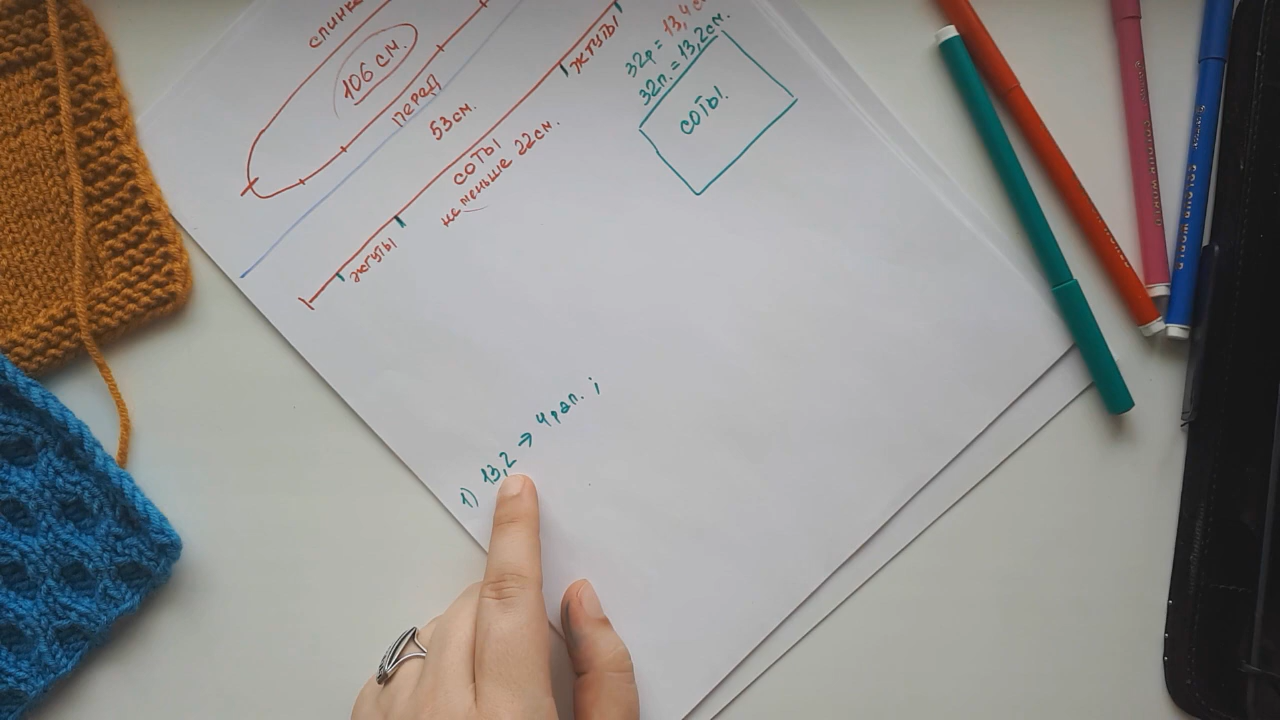 спинка
106 см.
перед
53 см.
жгуты
соты
не меньше 22 см.
жгуты
32р = 13,4 см
32п. = 13,2 см.
соты.
1) 13,2 => 4 рап. ;